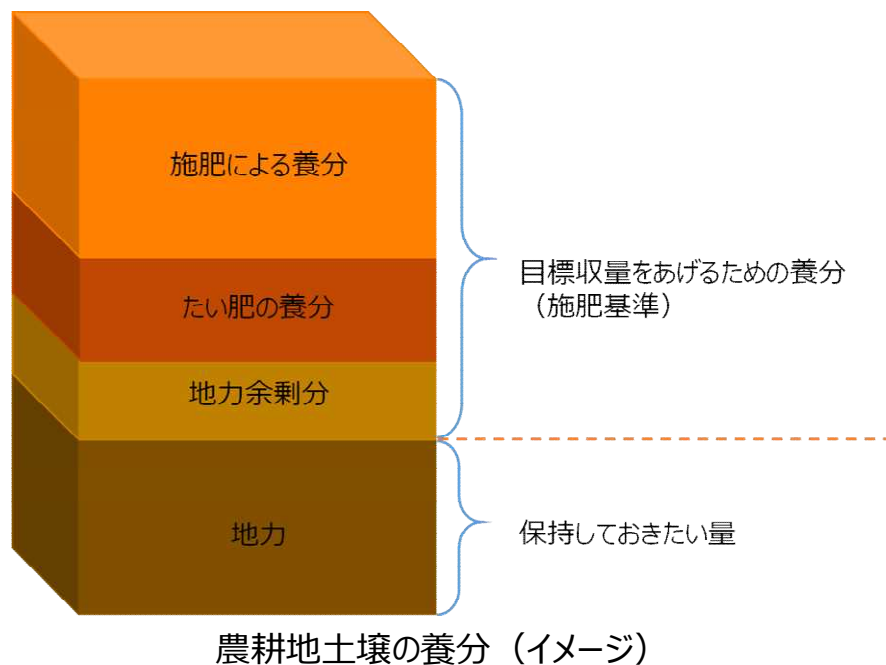 施肥による養分
たい肥の養分
地力余剰分
地力
目標収量をあげるための養分
（施肥基準）
保持しておきたい量
農耕地土壌の養分（イメージ）